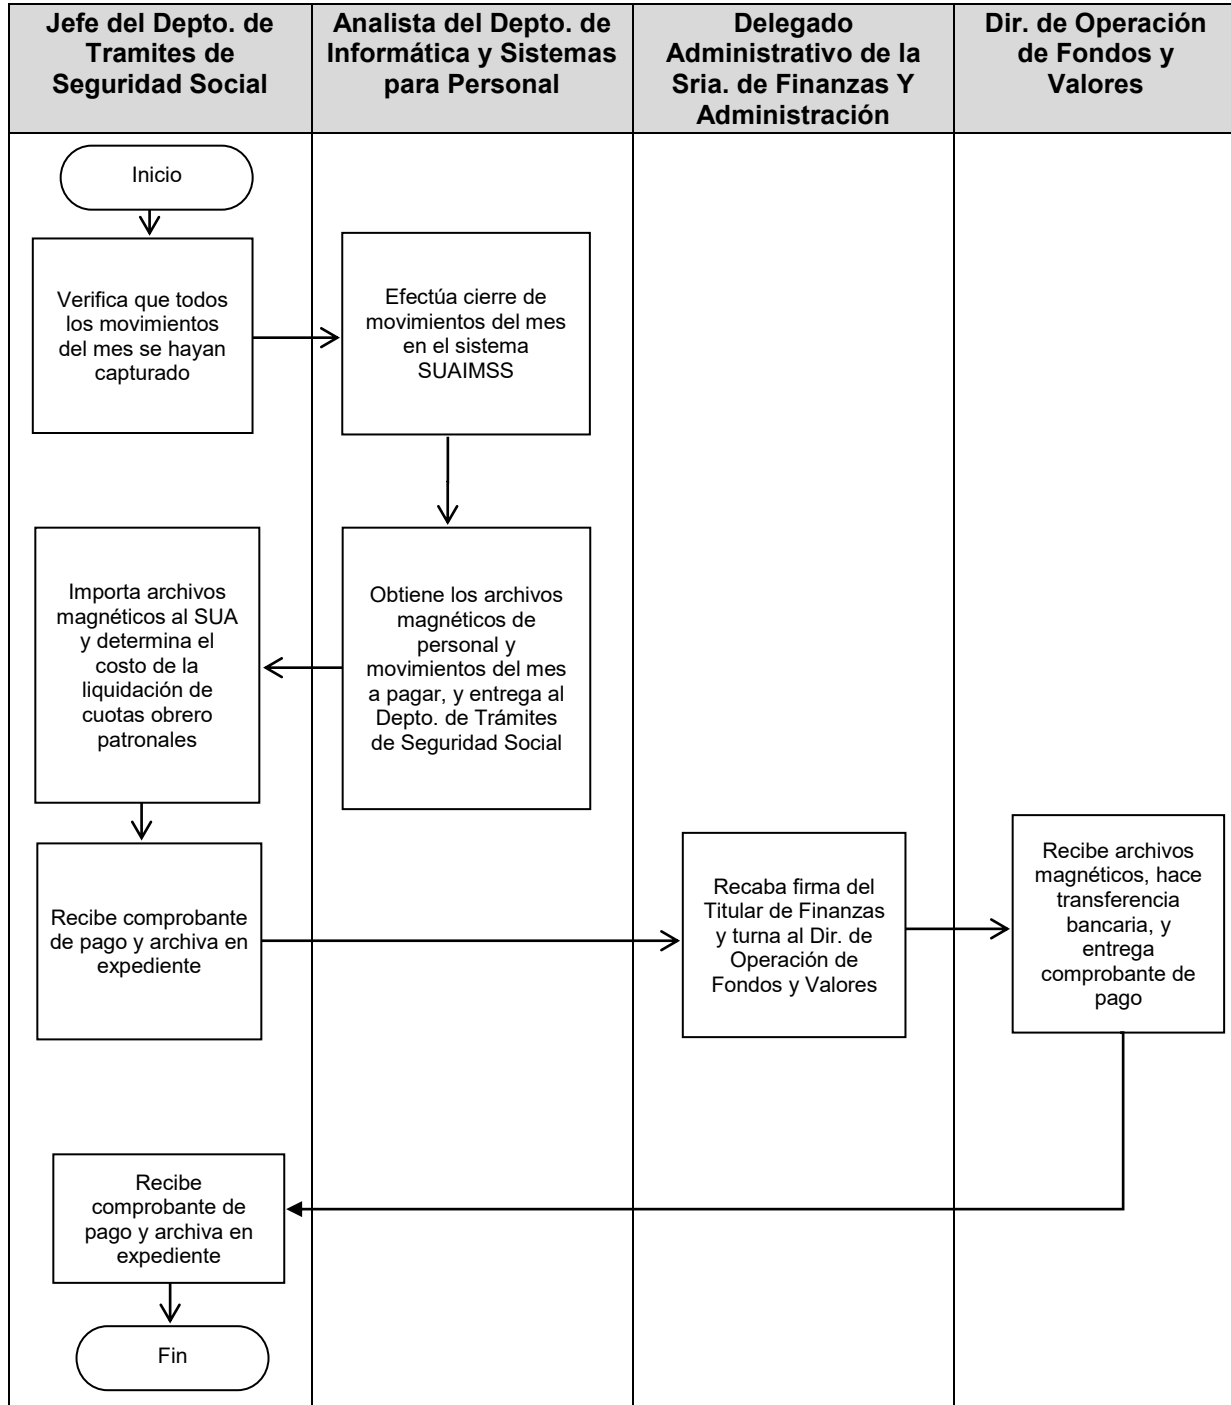 Jefe del Depto. de
Tramites de
Seguridad Social
Analista del Depto. de
Informática y Sistemas
para Personal
Delegado
Administrativo de la
Sria. de Finanzas Y
Administración
Dir. de Operación
de Fondos y
Valores
Inicio
Verifica que todos
los movimientos
del mes se hayan
capturado
Efectúa cierre de
movimientos del mes
en el sistema
SUAIMSS
Importa archivos
magnéticos al SUA
y determina el
costo de la
liquidación de
cuotas obrero
patronales
Obtiene los archivos
magnéticos de
personal y
movimientos del mes
a pagar, y entrega al
Depto. de Trámites
de Seguridad Social
Recibe comprobante
de pago y archiva en
expediente
Recaba firma del
Titular de Finanzas
y turna al Dir. de
Operación de
Fondos y Valores
Recibe archivos
magnéticos, hace
transferencia
bancaria, y
entrega
comprobante de
pago
Recibe
comprobante de
pago y archiva en
expediente
Fin